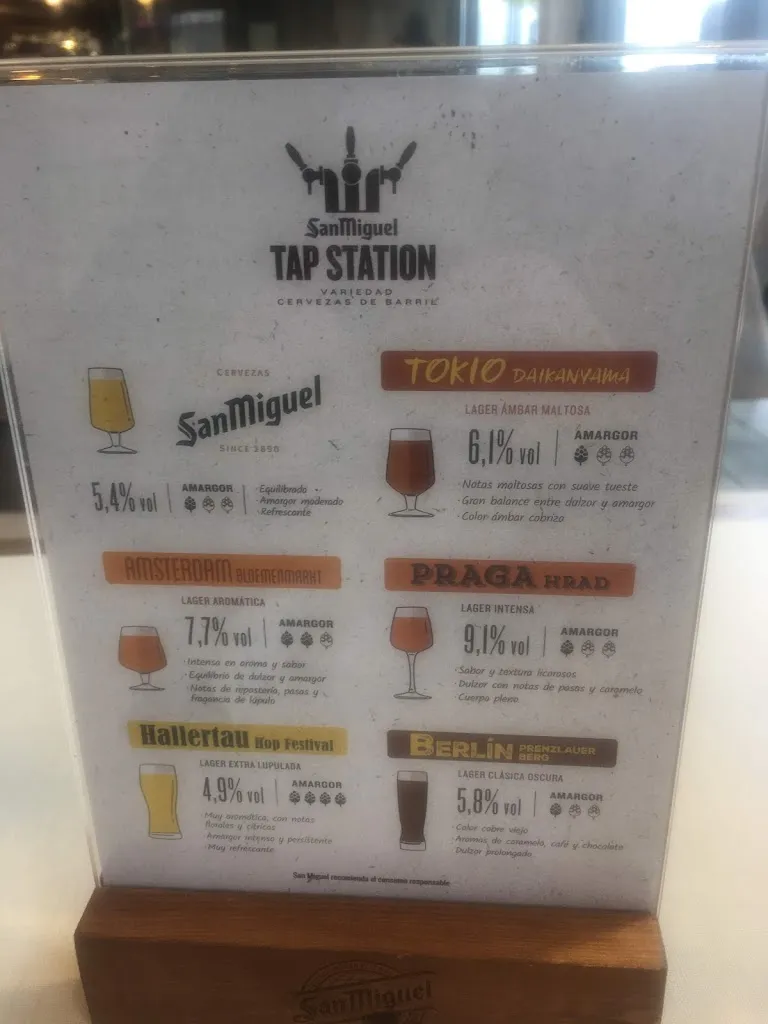 SanMiguel
TAP STATION
VARIEDAD
CERVEZAS DE BARRIL
CERVEZAS
SanMiguel
SINCE 1890
5,4% vol
AMARGOR
· Equilibrada
· Amargor moderado
· Refrescante
TOKIO DAIKANYAMA
LAGER ÁMBAR MALTOSA
6,1% vol
AMARGOR
· Notas maltosas con suave tueste
· Gran balance entre dulzor y amargor
· Color ámbar cobrizo
AMSTERDAM BLOEMENMARKT
LAGER AROMÁTICA
7,7% vol
AMARGOR
· Intensa en aroma y sabor
· Equilibrio de dulzor y amargor
· Notas de repostería, pasas y
fragancia de lúpulo
PRAGA HRAD
LAGER INTENSA
9,1% vol
AMARGOR
· Sabor y textura licorosos
· Dulzor con notas de pasas y caramelo
· Cuerpo pleno
Hallertau Hop Festival
LAGER EXTRA LUPULADA
4,9% vol
AMARGOR
· Muy aromática, con notas
florales y cítricas
· Amargor intenso y persistente
· Muy refrescante
BERLÍN PRENZLAUER
BERG
LAGER CLÁSICA OSCURA
5,8% vol
AMARGOR
· Color cobre viejo
· Aromas de caramelo, café y chocolate
· Dulzor prolongado
San Miguel recomienda el consumo responsable
SanMiguel